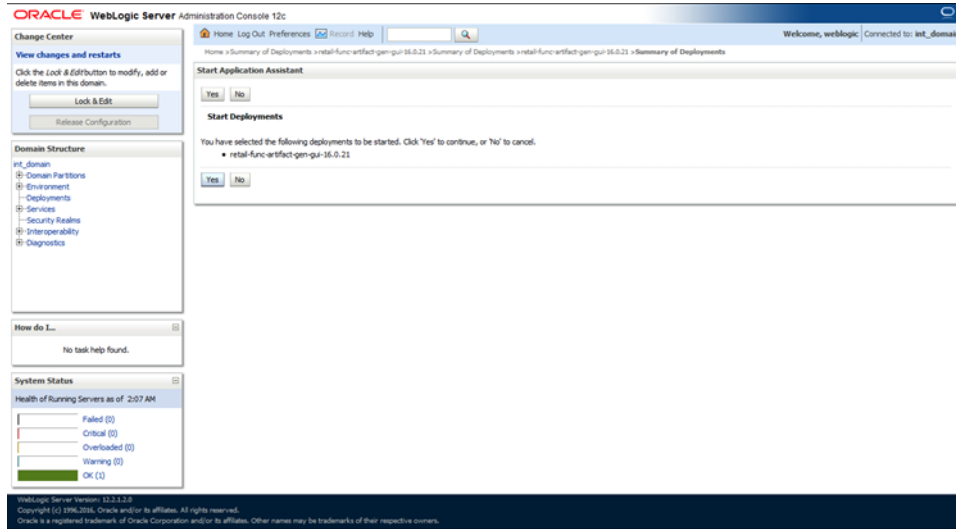 ORACLE WebLogic Server Administration Console 12c
Change Center
View changes and restarts
Click the Lock & Edit button to modify, add or
delete items in this domain.
Lock & Edit
Release Configuration
Domain Structure
int_domain
Domain Partitions
Environment
Deployments
Services
Security Realms
Interoperability
Diagnostics
How do I...
No task help found.
System Status
Health of Running Servers as of 2:07 AM
Failed (0)
Critical (0)
Overloaded (0)
Warning (0)
OK (1)
Home Log Out Preferences Record Help
Welcome, weblogic Connected to: int_domain
Home >Summary of Deployments >retail-func-artifact-gen-gui-16.0.21 >Summary of Deployments >retail-func-artifact-gen-gui-16.0.21 >Summary of Deployments
Start Application Assistant
Yes No
Start Deployments
You have selected the following deployments to be started. Click 'Yes' to continue, or 'No' to cancel.
• retail-func-artifact-gen-gui-16.0.21
Yes No
WebLogic Server Version: 12.2.1.2.0
Copyright (c) 1996,2016, Oracle and/or its affiliates. All rights reserved.
Oracle is a registered trademark of Oracle Corporation and/or its affiliates. Other names may be trademarks of their respective owners.